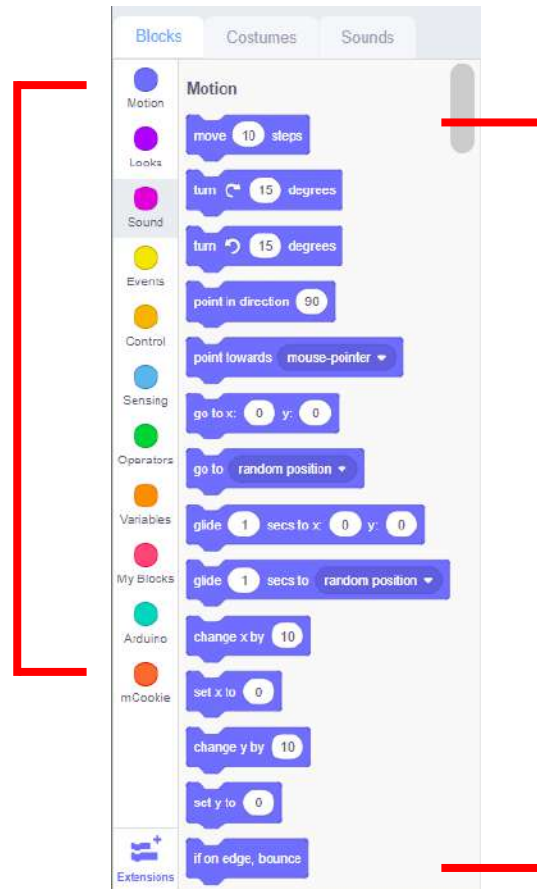 Blocks Costumes Sounds
Motion
Looks
Sound
Events
Control
Sensing
Operators
Variables
My Blocks
Arduino
mCookie
Extensions
Motion
move 10 steps
turn 15 degrees
turn 15 degrees
point in direction 90
point towards mouse-pointer
go to x: 0 y: 0
go to random position
glide 1 secs to x: 0 y: 0
glide 1 secs to random position
change x by 10
set x to 0
change y by 10
set y to 0
if on edge, bounce